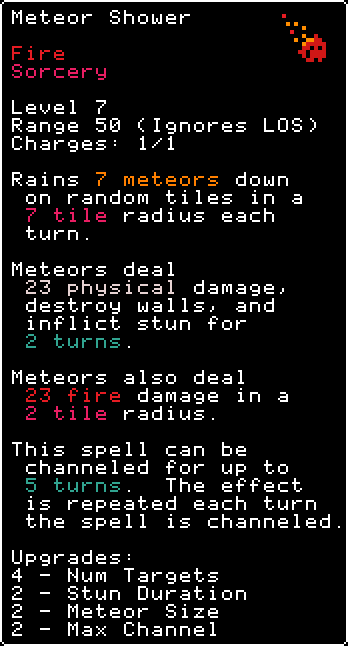 Meteor Shower
Fire
Sorcery
Level 7
Range 50 (Ignores LOS)
Charges: 1/1
Rains 7 meteors down
on random tiles in a
7 tile radius each
turn.
Meteors deal
23 physical damage,
destroy walls, and
inflict stun for
2 turns.
Meteors also deal
23 fire damage in a
2 tile radius.
This spell can be
channeled for up to
5 turns. The effect
is repeated each turn
the spell is channeled.
Upgrades:
4 - Num Targets
2 - Stun Duration
2 - Meteor Size
2 - Max Channel